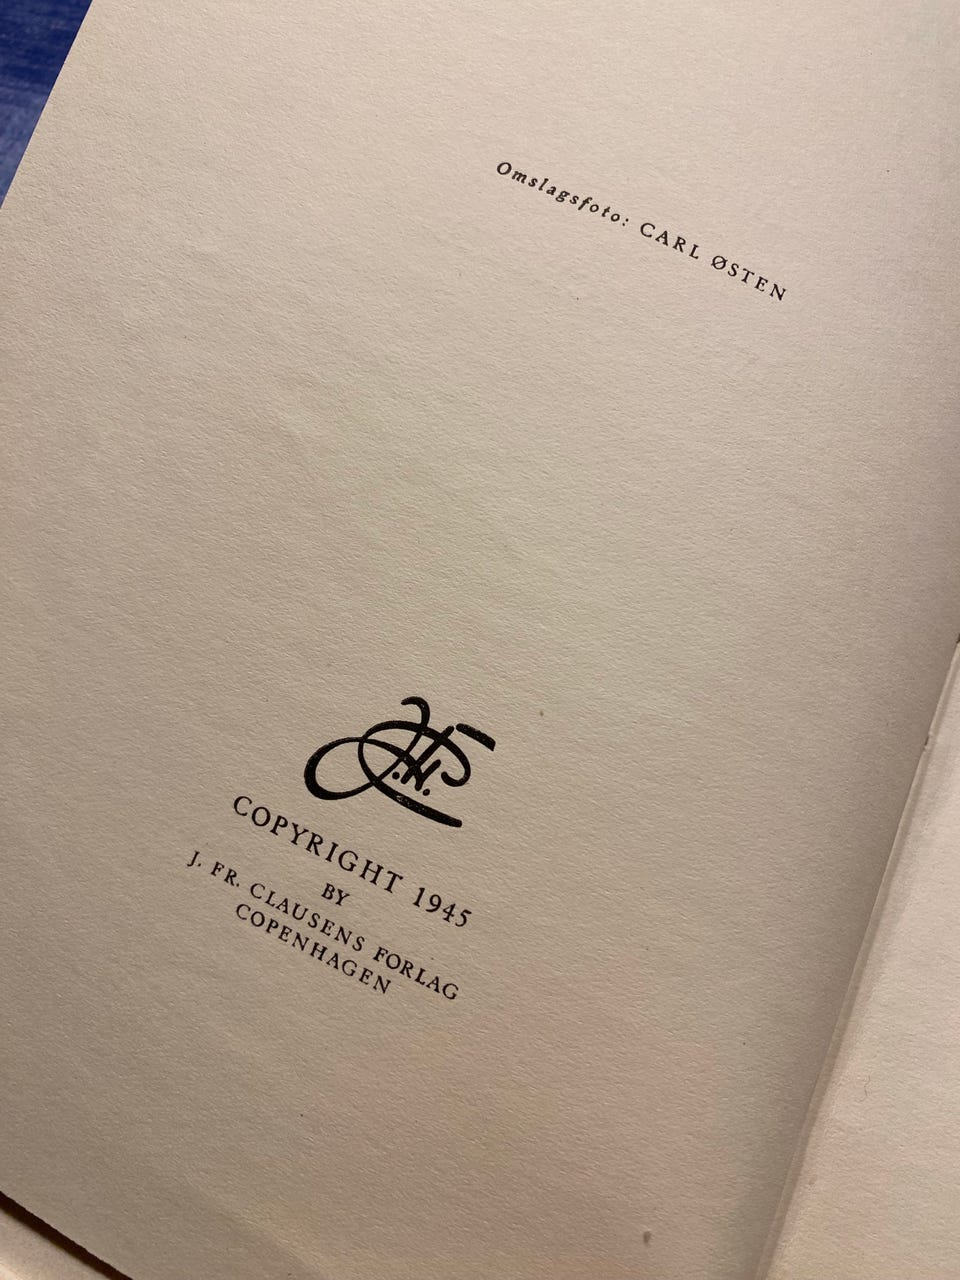 Omslagsfoto: CARL ØSTEN
COPYRIGHT 1945
BY
J. FR. CLAUSENS FORLAG
COPENHAGEN